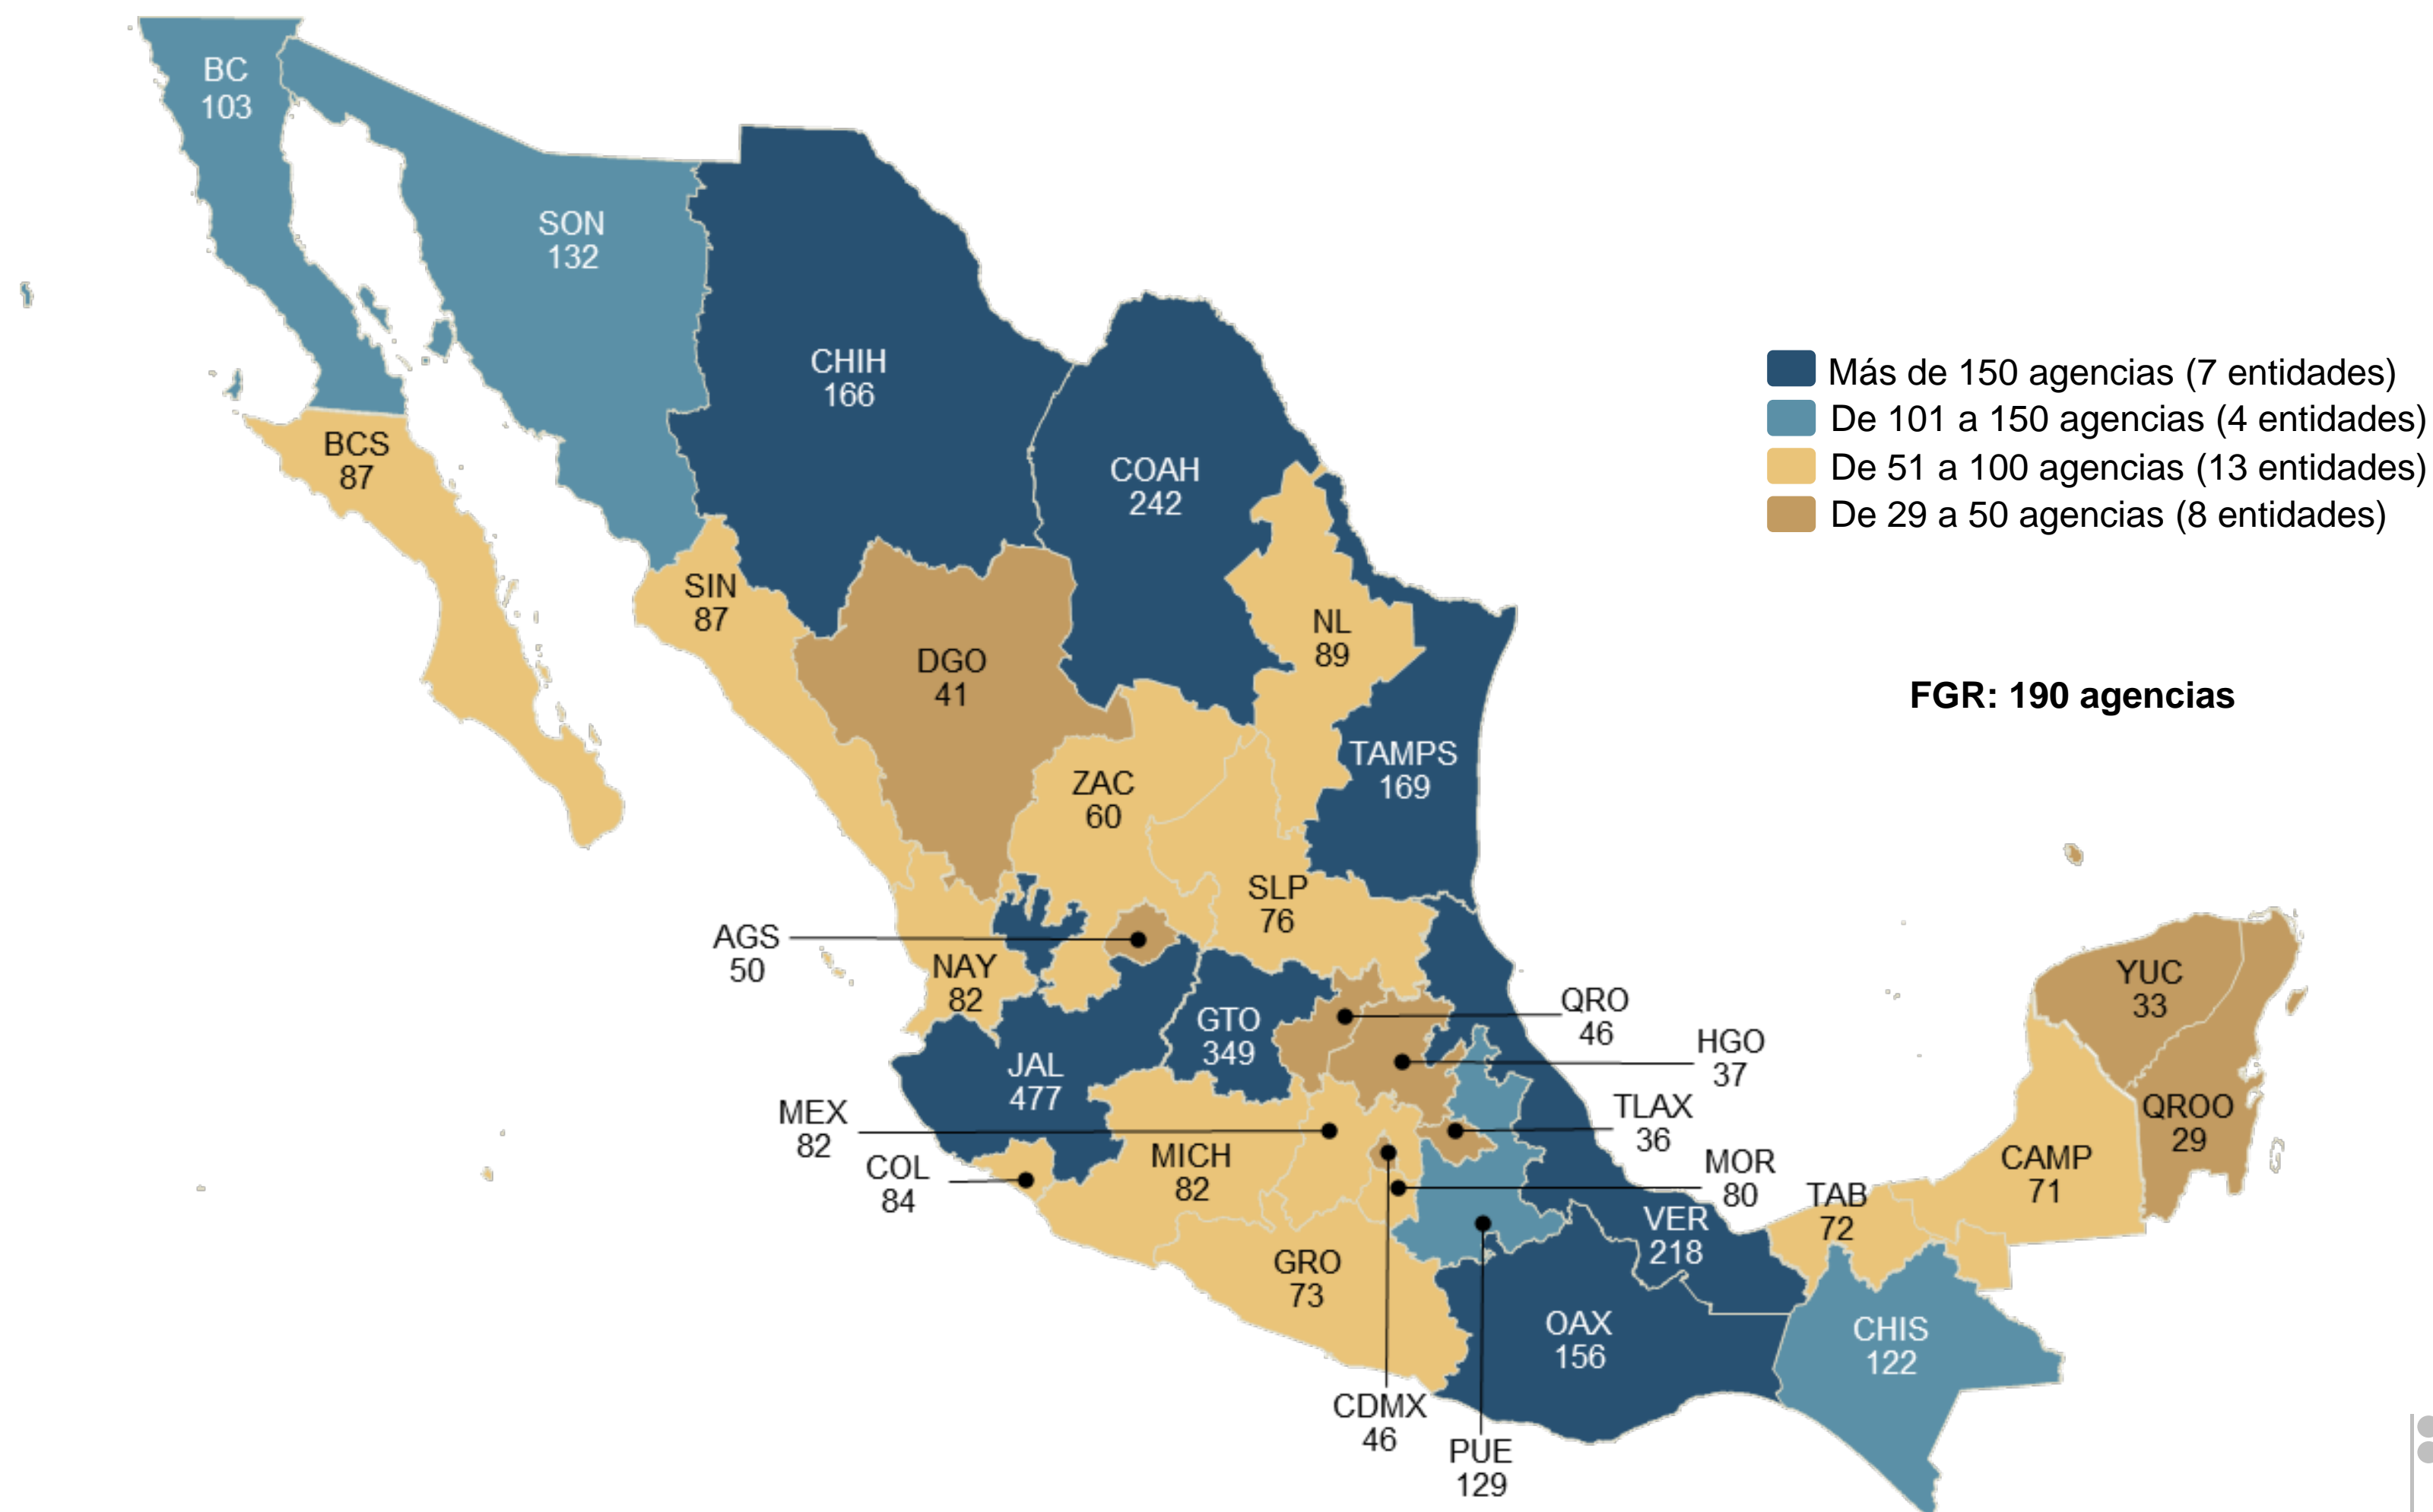 BC
103
SON
132
CHIH
166
COAH
242
BCS
87
SIN
87
DGO
41
NL
89
TAMPS
169
ZAC
60
SLP
76
AGS
50
NAY
82
JAL
477
GTO
349
QRO
46
HGO
37
TLAX
36
MOR
80
MEX
82
COL
84
MICH
82
GRO
73
CDMX
46
PUE
129
VER
218
OAX
156
TAB
72
CHIS
122
CAMP
71
YUC
33
QROO
29
Más de 150 agencias (7 entidades)
De 101 a 150 agencias (4 entidades)
De 51 a 100 agencias (13 entidades)
De 29 a 50 agencias (8 entidades)
FGR: 190 agencias